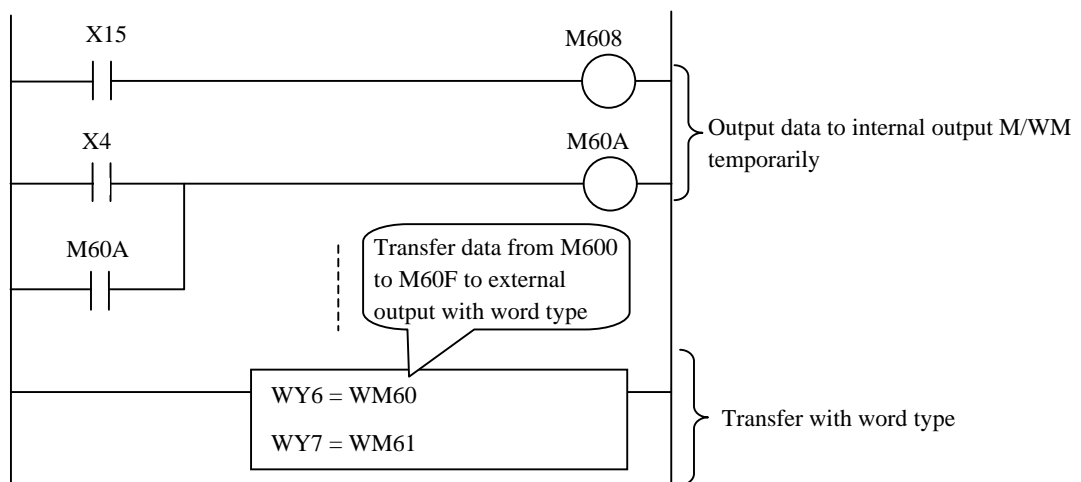 X15
M608
Output data to internal output M/WM
temporarily
X4
M60A
M60A
Transfer data from M600
to M60F to external
output with word type
WY6 = WM60
WY7 = WM61
Transfer with word type